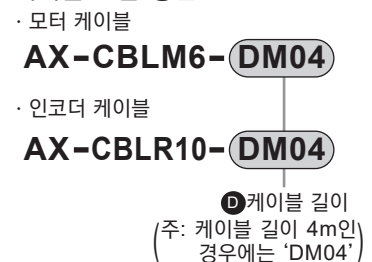 · 모터 케이블
AX-CBLM6-DM04
· 인코더 케이블
AX-CBLR10-DM04
D케이블 길이
(주: 케이블 길이 4m인
경우에는 ‘DM04’)